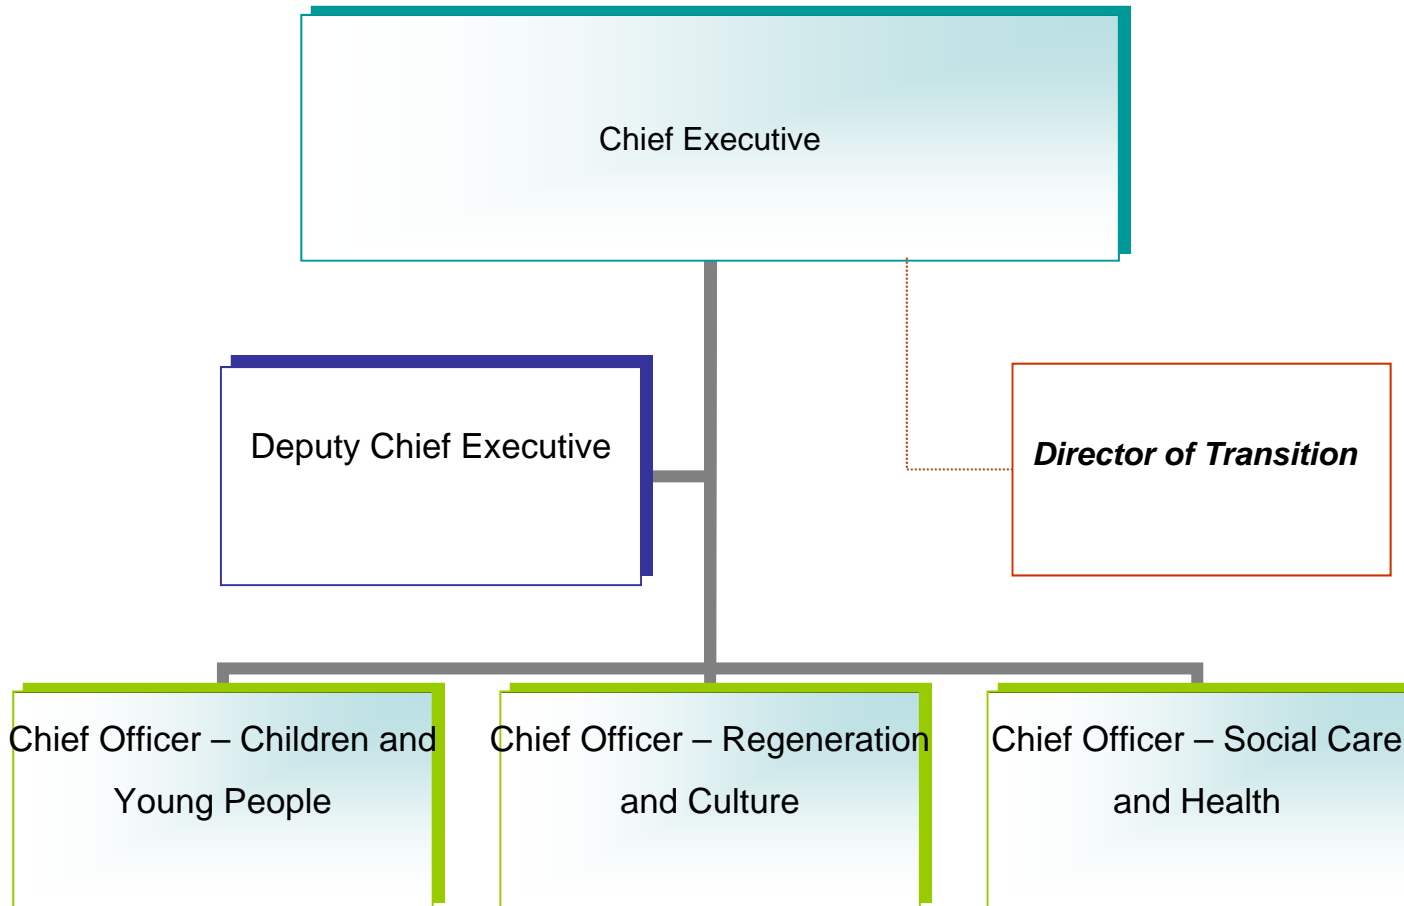 Chief Executive
Deputy Chief Executive
Director of Transition
Chief Officer – Children and
Young People
Chief Officer – Regeneration
and Culture
Chief Officer – Social Care
and Health